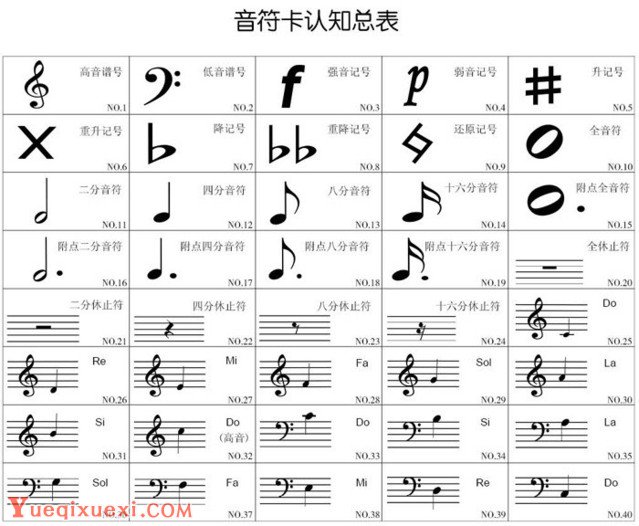 音符卡认知总表
高音谱号
NO.1
低音谱号
NO.2
强音记号
NO.3
弱音记号
NO.4
升记号
NO.5
重升记号
NO.6
降记号
NO.7
重降记号
NO.8
还原记号
NO.9
全音符
NO.10
二分音符
NO.11
四分音符
NO.12
八分音符
NO.13
十六分音符
NO.14
附点全音符
NO.15
附点二分音符
NO.16
附点四分音符
NO.17
附点八分音符
NO.18
附点十六分音符
NO.19
全休止符
NO.20
二分休止符
NO.21
四分休止符
NO.22
八分休止符
NO.23
十六分休止符
NO.24
Do
NO.25
Re
NO.26
Mi
NO.27
Fa
NO.28
Sol
NO.29
La
NO.30
Si
NO.31
Do
(高音)
NO.32
Do
NO.33
Si
NO.34
La
NO.35
Sol
Fa
NO.37
Mi
NO.38
Re
NO.39
Do
NO.40
Yueqixuexi.com